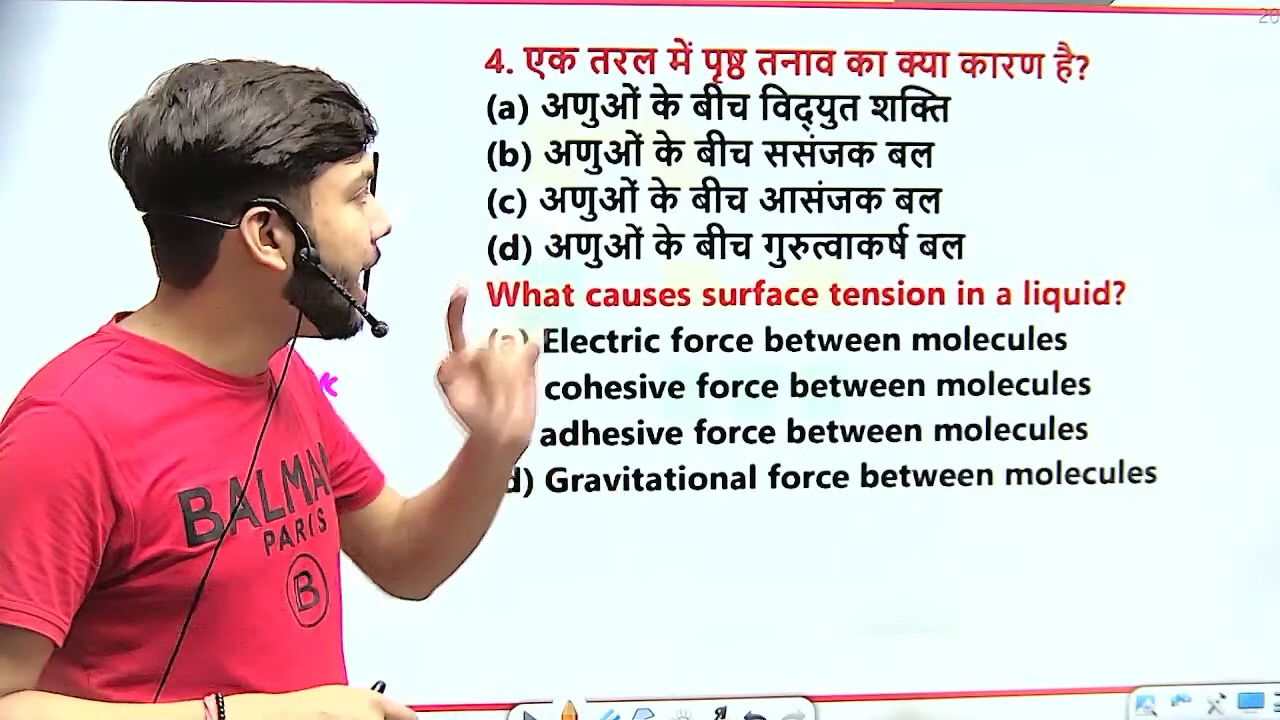 4. एक तरल में पृष्ठ तनाव का क्या कारण है?
(a) अणुओं के बीच विद्युत शक्ति
(b) अणुओं के बीच ससंजक बल
(c) अणुओं के बीच आसंजक बल
(d) अणुओं के बीच गुरुत्वाकर्ष बल
What causes surface tension in a liquid?
(a) Electric force between molecules
cohesive force between molecules
adhesive force between molecules
d) Gravitational force between molecules
BALMA
PARIS
B